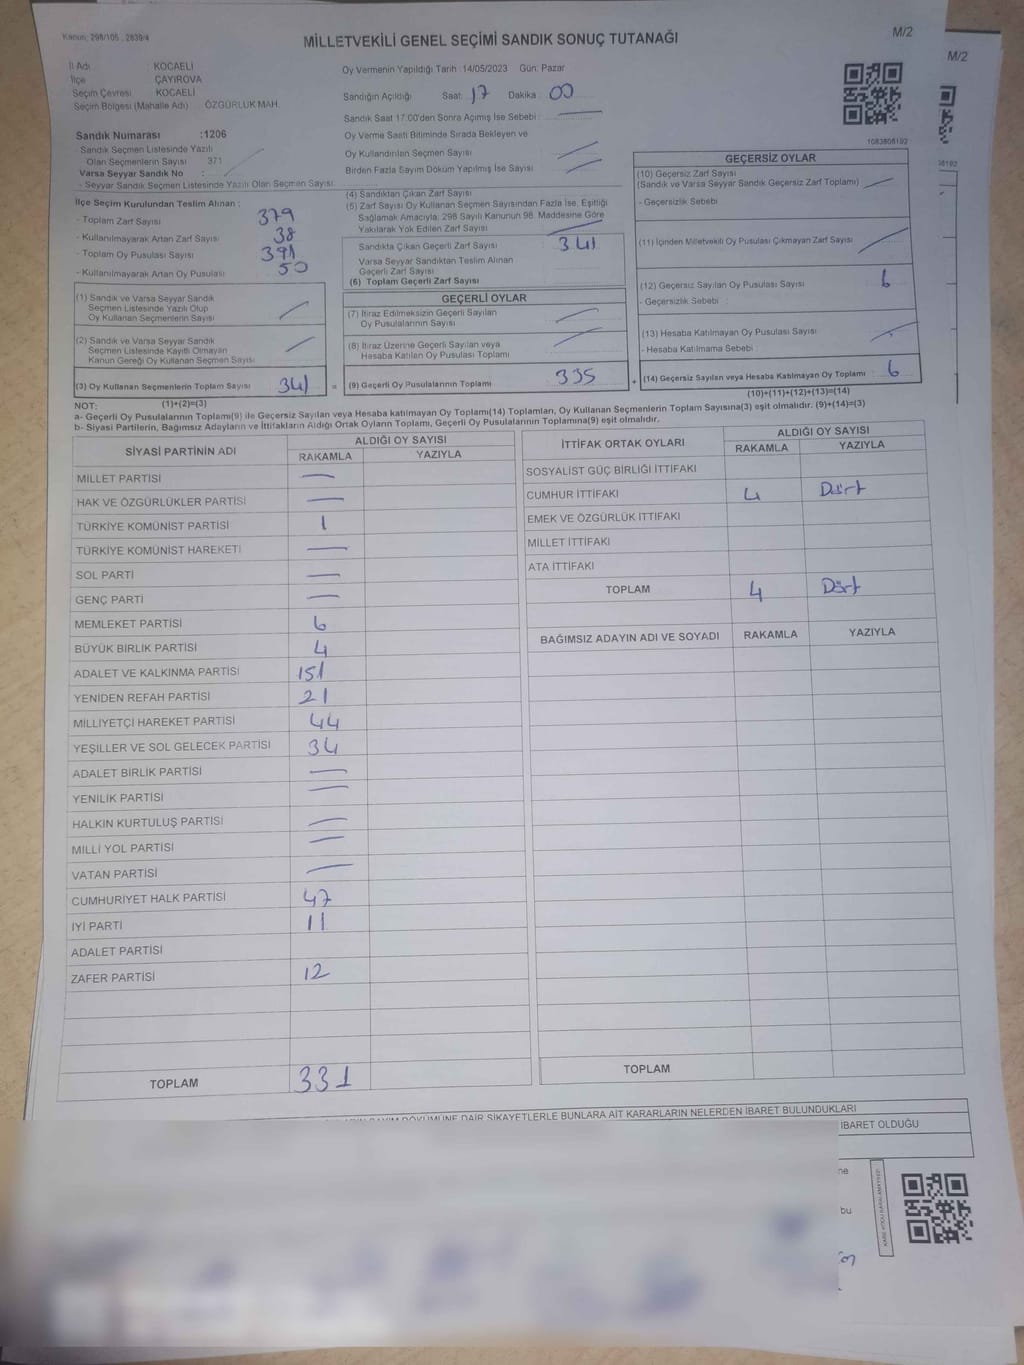 Kanun: 298/105 , 2839/4
MİLLETVEKİLİ GENEL SEÇİMİ SANDIK SONUÇ TUTANAĞI
M/2
M/2
İl Adı : KOCAELİ
İlçe : ÇAYIROVA
Seçim Çevresi : KOCAELİ
Seçim Bölgesi (Mahalle Adı) : ÖZGÜRLÜK MAH.
Oy Vermenin Yapıldığı Tarih :14/05/2023 Gün: Pazar
Sandığın Açıldığı Saat: 17 Dakika : 00
Sandık Saat 17:00'den Sonra Açılmış İse Sebebi :
Sandık Numarası :1206
- Sandık Seçmen Listesinde Yazılı
Olan Seçmenlerin Sayısı : 371
Varsa Seyyar Sandık No :
- Seyyar Sandık Seçmen Listesinde Yazılı Olan Seçmen Sayısı :
Oy Verme Saati Bitiminde Sırada Bekleyen ve
Oy Kullandırılan Seçmen Sayısı
Birden Fazla Sayım Döküm Yapılmış İse Sayısı :
İlçe Seçim Kurulundan Teslim Alınan :
- Toplam Zarf Sayısı : 379
- Kullanılmayarak Artan Zarf Sayısı : 38
- Toplam Oy Pusulası Sayısı : 391
- Kullanılmayarak Artan Oy Pusulası : 50
(4) Sandıktan Çıkan Zarf Sayısı
(5) Zarf Sayısı Oy Kullanan Seçmen Sayısından Fazla İse, Eşitliği
Sağlamak Amacıyla, 298 Sayılı Kanunun 98. Maddesine Göre
Yakılarak Yok Edilen Zarf Sayısı
Sandıkta Çıkan Geçerli Zarf Sayısı : 341
Varsa Seyyar Sandıktan Teslim Alınan
Geçerli Zarf Sayısı
(6) Toplam Geçerli Zarf Sayısı
1083808192
GEÇERSİZ OYLAR
(10) Geçersiz Zarf Sayısı
(Sandık ve Varsa Seyyar Sandık Geçersiz Zarf Toplamı)
- Geçersizlik Sebebi
(11) İçinden Milletvekili Oy Pusulası Çıkmayan Zarf Sayısı
(12) Geçersiz Sayılan Oy Pusulası Sayısı : 6
- Geçersizlik Sebebi :
(13) Hesaba Katılmayan Oy Pusulası Sayısı
- Hesaba Katılmama Sebebi :
(14) Geçersiz Sayılan veya Hesaba Katılmayan Oy Toplamı : 6
(10)+(11)+(12)+(13)=(14)
(1) Sandık ve Varsa Seyyar Sandık
Seçmen Listesinde Yazılı Olup
Oy Kullanan Seçmenlerin Sayısı
(2) Sandık ve Varsa Seyyar Sandık
Seçmen Listesinde Kayıtlı Olmayan
Kanun Gereği Oy Kullanan Seçmen Sayısı
(3) Oy Kullanan Seçmenlerin Toplam Sayısı : 341 =
(1)+(2)=(3)
GEÇERLİ OYLAR
(7) İtiraz Edilmeksizin Geçerli Sayılan
Oy Pusulalarının Sayısı
(8) İtiraz Üzerine Geçerli Sayılan veya
Hesaba Katılan Oy Pusulası Toplamı
(9) Geçerli Oy Pusulalarının Toplamı : 335 +
NOT:
a- Geçerli Oy Pusulalarının Toplamı(9) ile Geçersiz Sayılan veya Hesaba katılmayan Oy Toplamı(14) Toplamları, Oy Kullanan Seçmenlerin Toplam Sayısına(3) eşit olmalıdır. (9)+(14)=(3)
b- Siyasi Partilerin, Bağımsız Adayların ve İttifakların Aldığı Ortak Oyların Toplamı, Geçerli Oy Pusulalarının Toplamına(9) eşit olmalıdır.
SİYASİ PARTİNİN ADI ALDIĞI OY SAYISI
RAKAMLA YAZIYLA
MİLLET PARTİSI —
HAK VE ÖZGÜRLÜKLER PARTİSİ —
TÜRKİYE KOMÜNİST PARTİSİ 1
TÜRKİYE KOMÜNİST HAREKETİ —
SOL PARTİ —
GENÇ PARTİ —
MEMLEKET PARTİSİ 6
BÜYÜK BİRLİK PARTİSİ 4
ADALET VE KALKINMA PARTİSİ 151
YENİDEN REFAH PARTİSİ 21
MİLLİYETÇİ HAREKET PARTİSİ 44
YEŞİLLER VE SOL GELECEK PARTİSİ 34
ADALET BİRLİK PARTİSİ —
YENİLİK PARTİSİ —
HALKIN KURTULUŞ PARTİSİ —
MİLLİ YOL PARTİSİ —
VATAN PARTİSİ —
CUMHURİYET HALK PARTİSİ 47
İYİ PARTİ 11
ADALET PARTİSİ
ZAFER PARTİSİ 12
TOPLAM 331
İTTİFAK ORTAK OYLARI ALDIĞI OY SAYISI
RAKAMLA YAZIYLA
SOSYALİST GÜÇ BİRLİĞİ İTTİFAKI
CUMHUR İTTİFAKI 4 Dört
EMEK VE ÖZGÜRLÜK İTTİFAKI
MİLLET İTTİFAKI
ATA İTTİFAKI
TOPLAM 4 Dört
BAĞIMSIZ ADAYIN ADI VE SOYADI RAKAMLA YAZIYLA
TOPLAM
DÖKÜMÜNE DAİR ŞİKAYETLERLE BUNLARA AİT KARARLARIN NELERDEN İBARET BULUNDUKLARI
İBARET OLDUĞU
bu